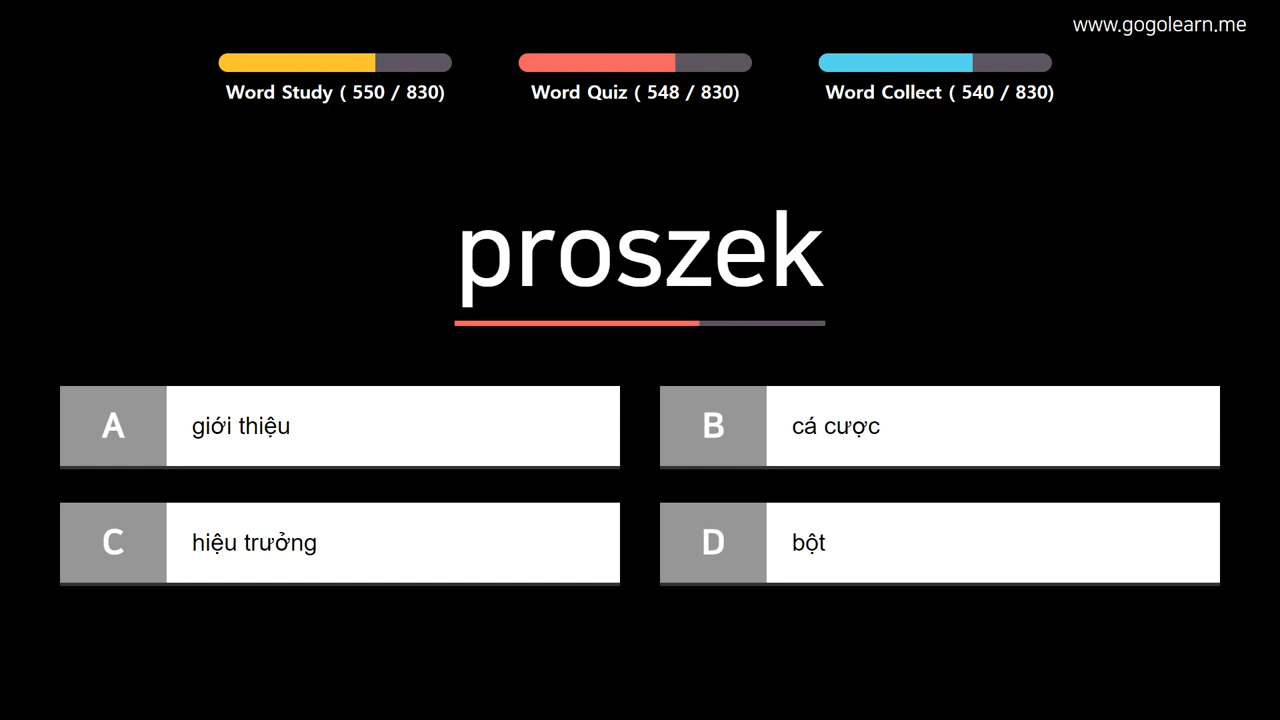 www.gogolearn.me
Word Study ( 550 / 830)
Word Quiz ( 548 / 830)
Word Collect ( 540 / 830)
proszek
A giới thiệu
B cá cược
C hiệu trưởng
D bột